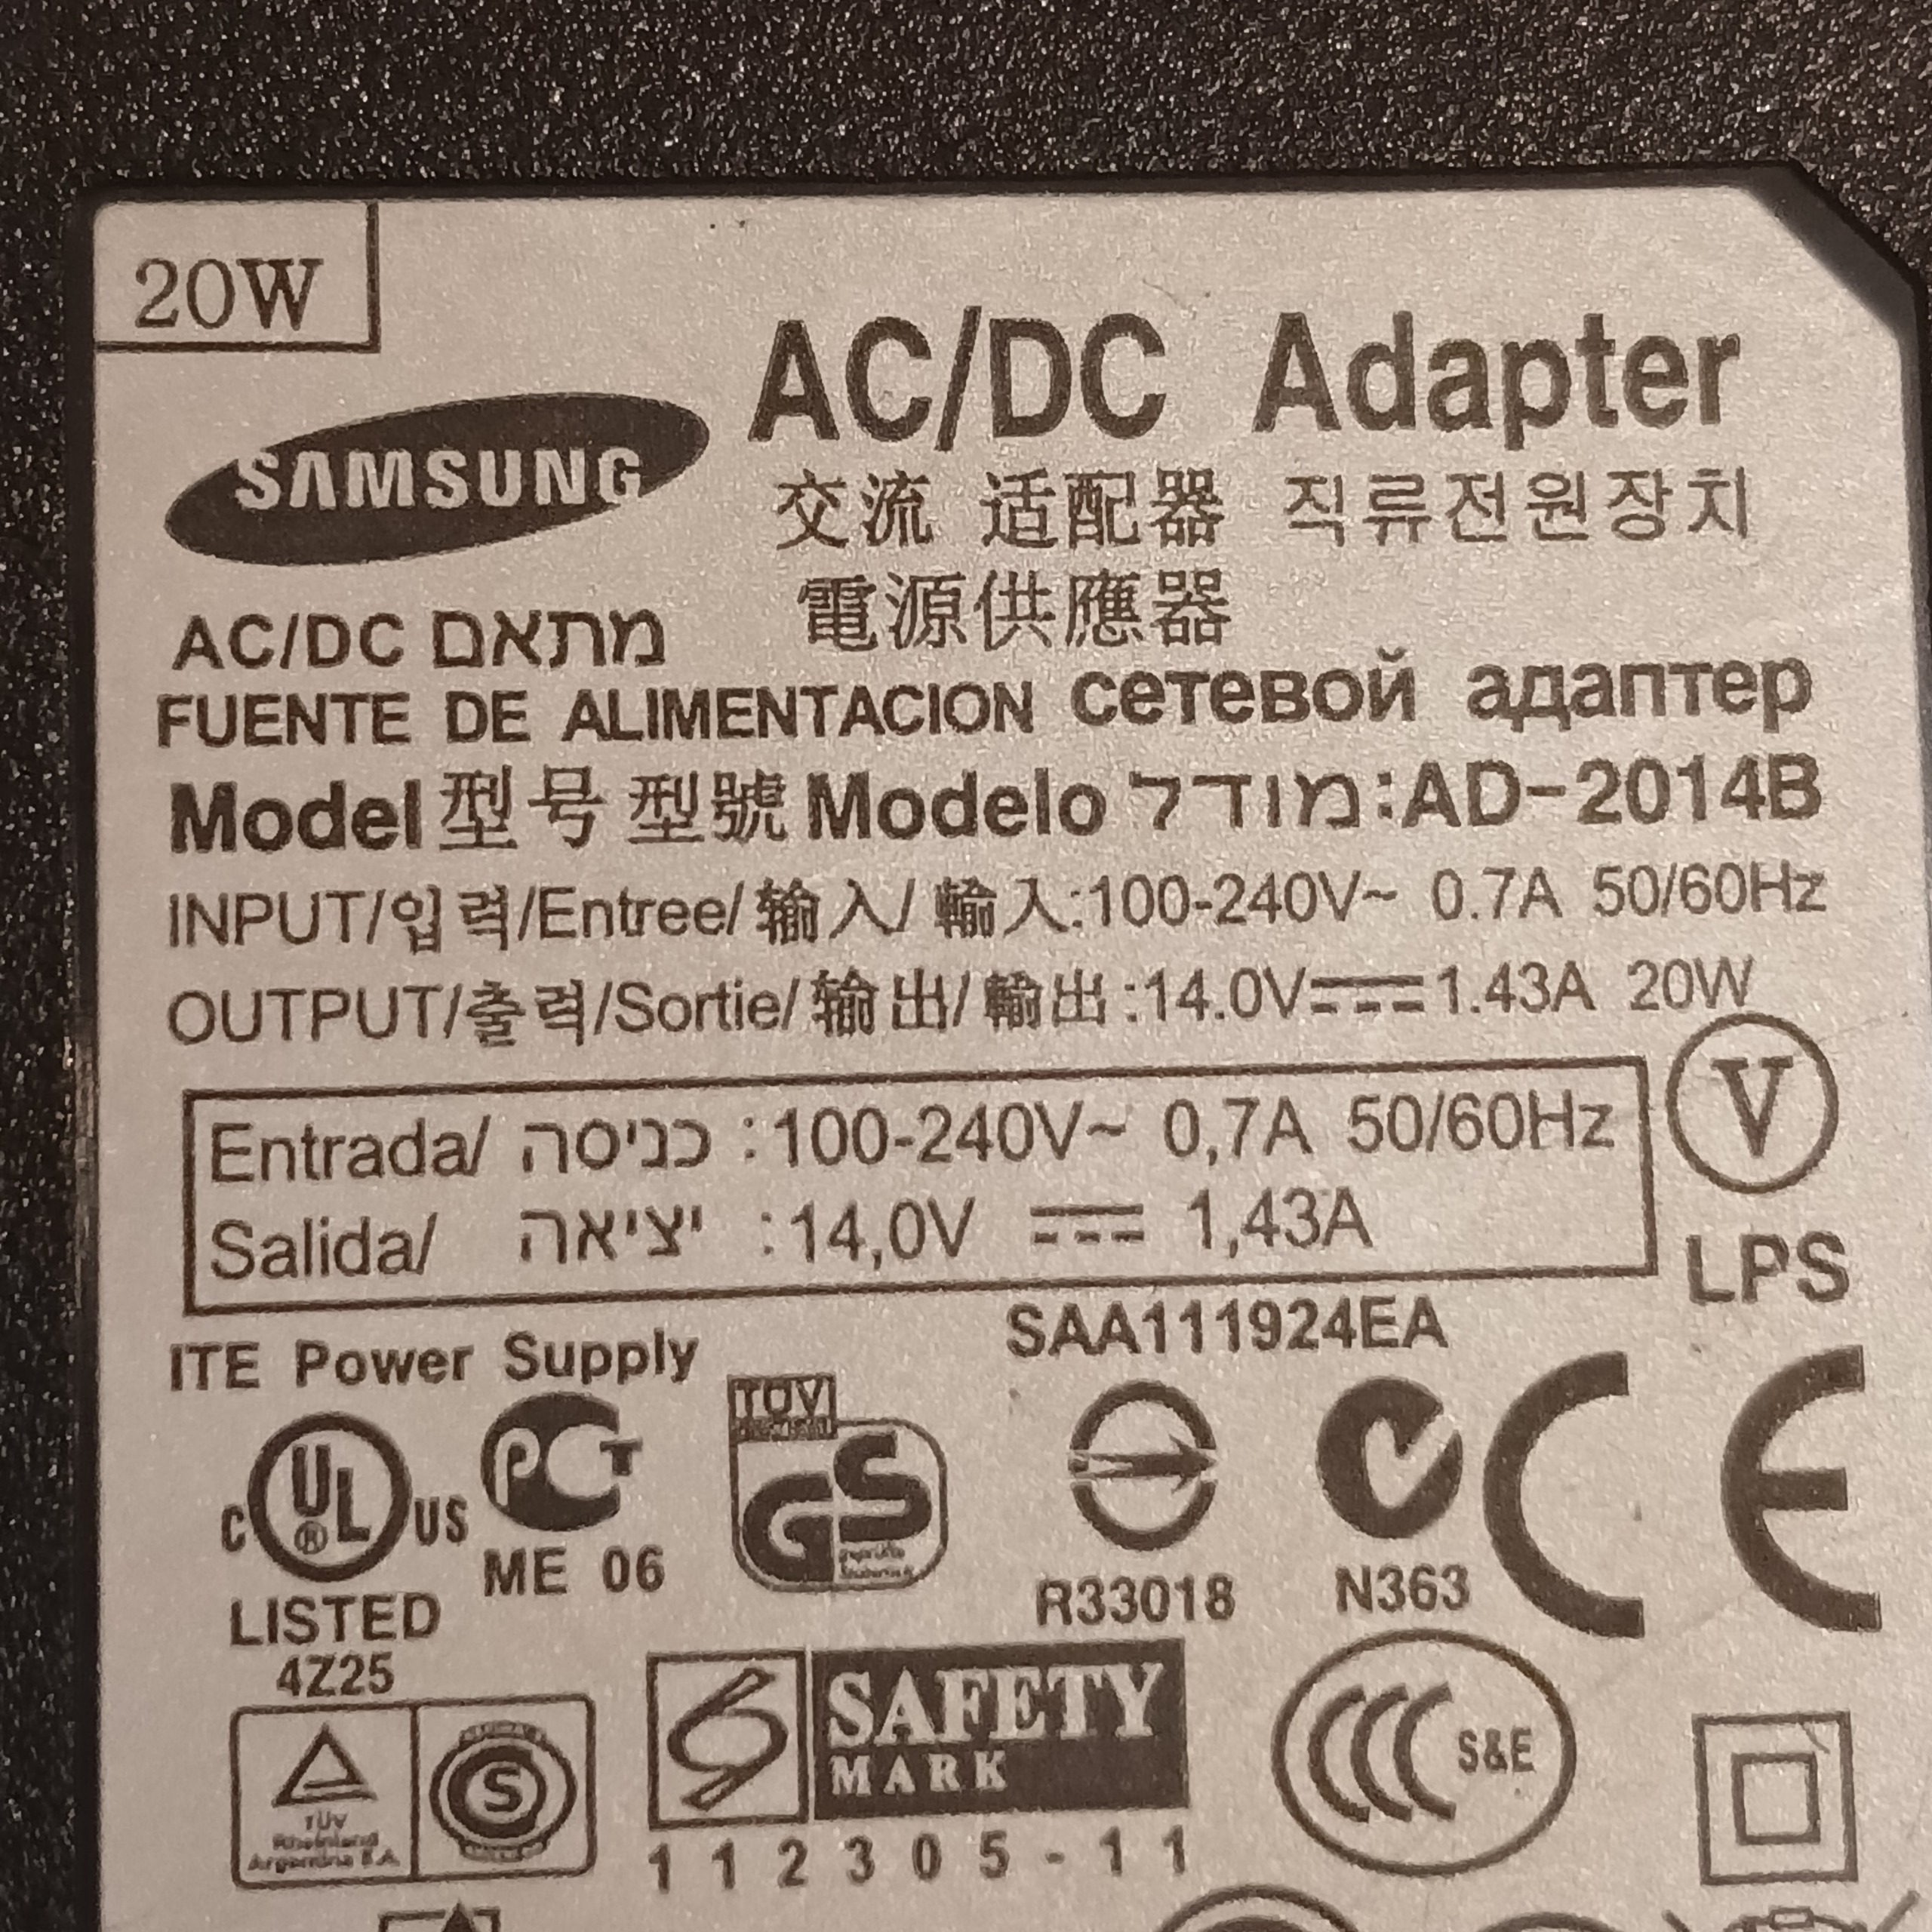 20W
SAMSUNG
AC/DC Adapter
交流 适配器 직류전원장치
電源供應器
AC/DC מתאם
FUENTE DE ALIMENTACION сетевой адаптер
Model 型号 型號 Modelo מודל:AD-2014B
INPUT/입력/Entree/输入/輸入:100-240V~ 0.7A 50/60Hz
OUTPUT/출력/Sortie/输出/輸出:14.0V⎓1.43A 20W
Entrada/ כניסה :100-240V~ 0,7A 50/60Hz
Salida/ יציאה :14,0V ⎓ 1,43A
V
LPS
ITE Power Supply
SAA111924EA
C UL® US
LISTED
4Z25
РСТ
ME 06
TÜV
GS
R33018
N363
CE
TÜV
Rheinland
Argentina S.A.
S
SAFETY
MARK
112305-11
CCC S&E